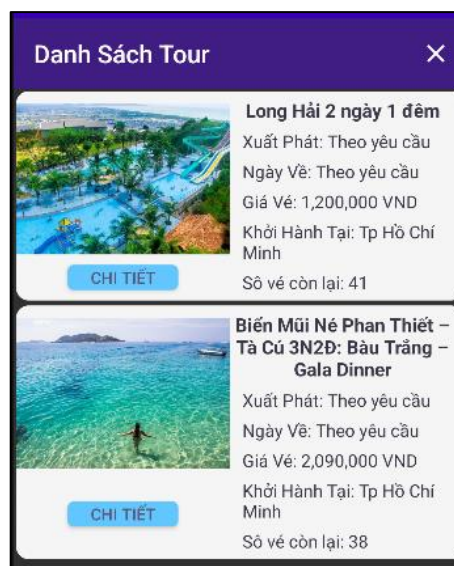 Danh Sách Tour
Long Hải 2 ngày 1 đêm
Xuất Phát: Theo yêu cầu
Ngày Về: Theo yêu cầu
Giá Vé: 1,200,000 VND
Khởi Hành Tại: Tp Hồ Chí
Minh
Sô vé còn lại: 41
CHI TIẾT
Biển Mũi Né Phan Thiết –
Tà Cú 3N2Đ: Bàu Trắng –
Gala Dinner
Xuất Phát: Theo yêu cầu
Ngày Về: Theo yêu cầu
Giá Vé: 2,090,000 VND
Khởi Hành Tại: Tp Hồ Chí
Minh
Sô vé còn lại: 38
CHI TIẾT